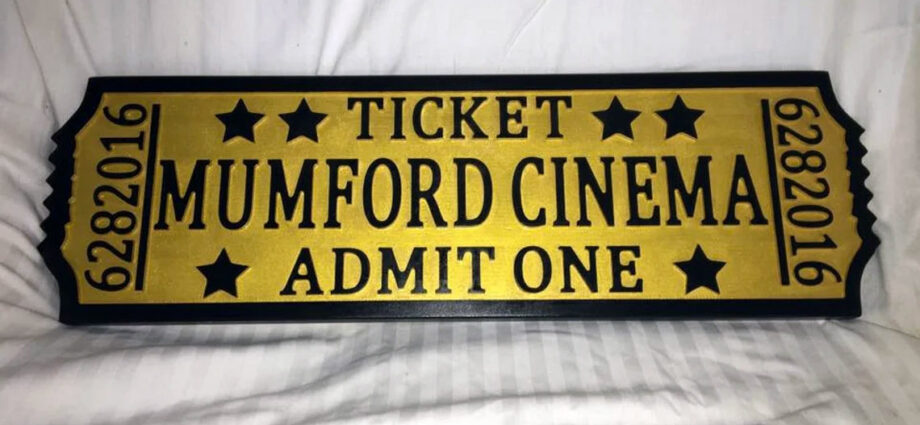 6282016
TICKET
MUMFORD CINEMA
ADMIT ONE
6282016